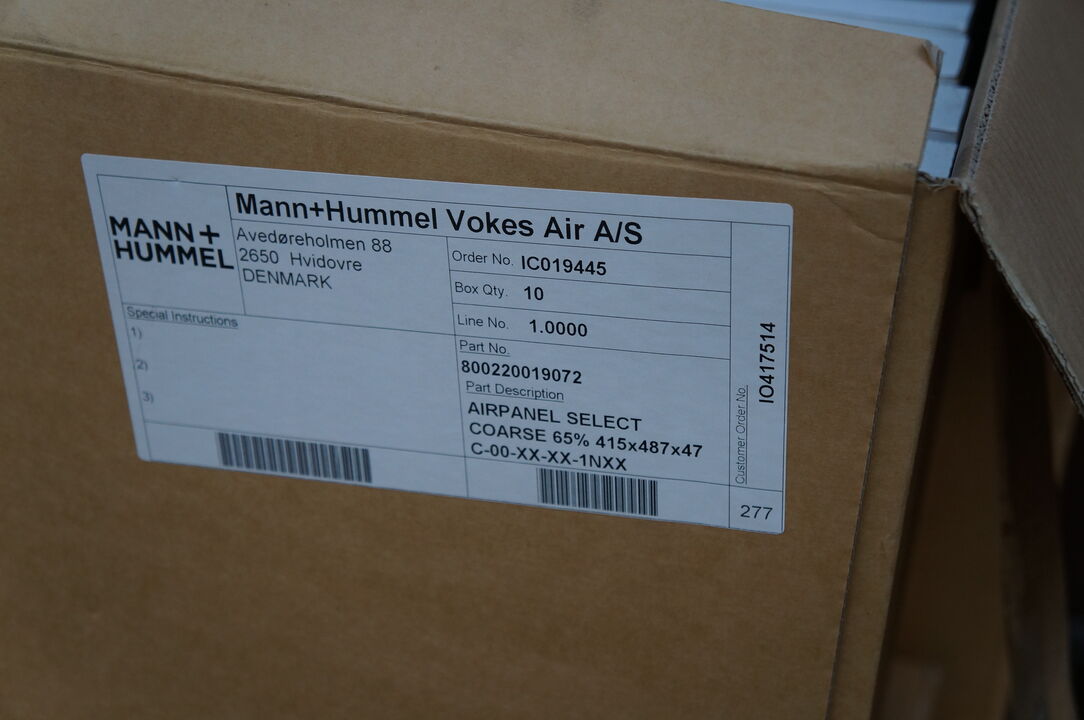 MANN+
HUMMEL
Mann+Hummel Vokes Air A/S
Avedøreholmen 88
2650 Hvidovre
DENMARK
Order No. IC019445
Box Qty. 10
Line No. 1.0000
Special Instructions
1)
2)
3)
Part No.
800220019072
Part Description
AIRPANEL SELECT
COARSE 65% 415x487x47
C-00-XX-XX-1NXX
Customer Order No.
IO417514
277